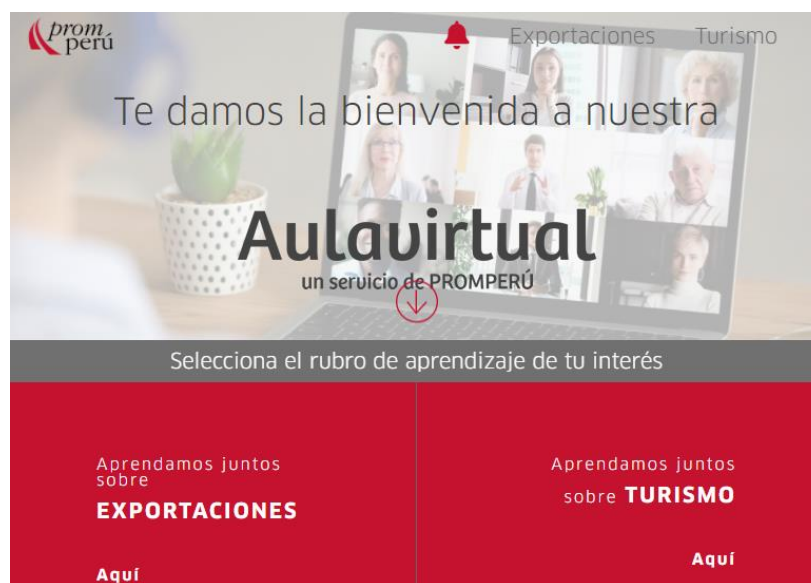 prom
perú
Exportaciones Turismo
Te damos la bienvenida a nuestra
Aulavirtual
un servicio de PROMPERÚ
Selecciona el rubro de aprendizaje de tu interés
Aprendamos juntos
sobre
EXPORTACIONES
Aquí
Aprendamos juntos
sobre TURISMO
Aquí